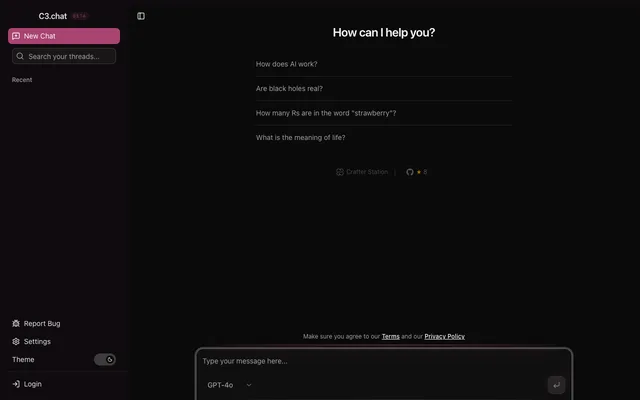 C3.chat BETA
New Chat
Search your threads...
Recent
Report Bug
Settings
Theme
Login
How can I help you?
How does AI work?
Are black holes real?
How many Rs are in the word "strawberry"?
What is the meaning of life?
Crafter Station |
Make sure you agree to our Terms and our Privacy Policy
Type your message here...
GPT-4o